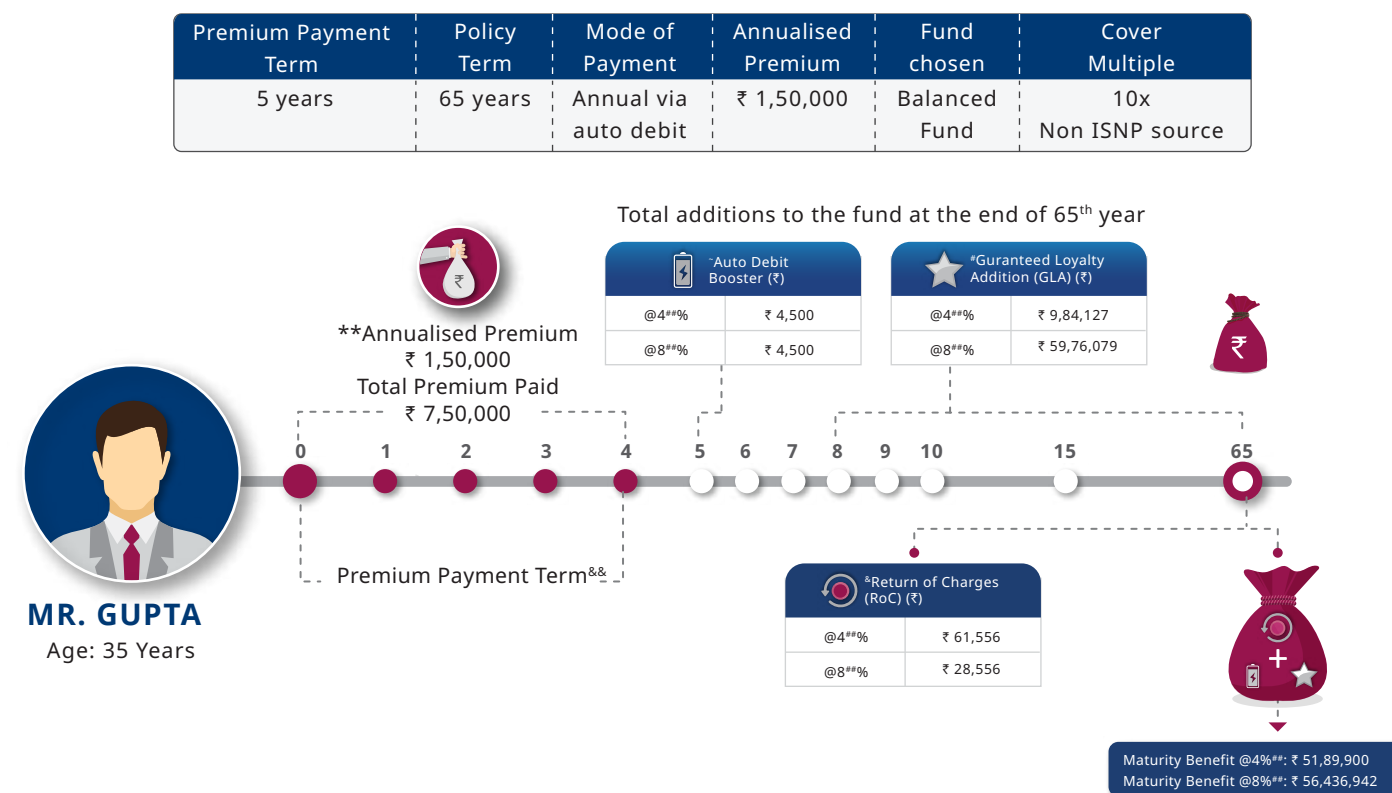 Premium Payment Term
Policy Term
Mode of Payment
Annualised Premium
Fund chosen
Cover Multiple
5 years
65 years
Annual via auto debit
₹ 1,50,000
Balanced Fund
10x
Non ISNP source
Total additions to the fund at the end of 65th year
~Auto Debit
Booster (₹)
@4##%
₹ 4,500
@8##%
₹ 4,500
#Guranteed Loyalty
Addition (GLA) (₹)
@4##%
₹ 9,84,127
@8##%
₹ 59,76,079
₹
₹
**Annualised Premium
₹ 1,50,000
Total Premium Paid
₹ 7,50,000
0 1 2 3 4 5 6 7 8 9 10 15 65
Premium Payment Term&&
MR. GUPTA
Age: 35 Years
&Return of Charges
(RoC) (₹)
@4##%
₹ 61,556
@8##%
₹ 28,556
+
Maturity Benefit @4%##: ₹ 51,89,900
Maturity Benefit @8%##: ₹ 56,436,942